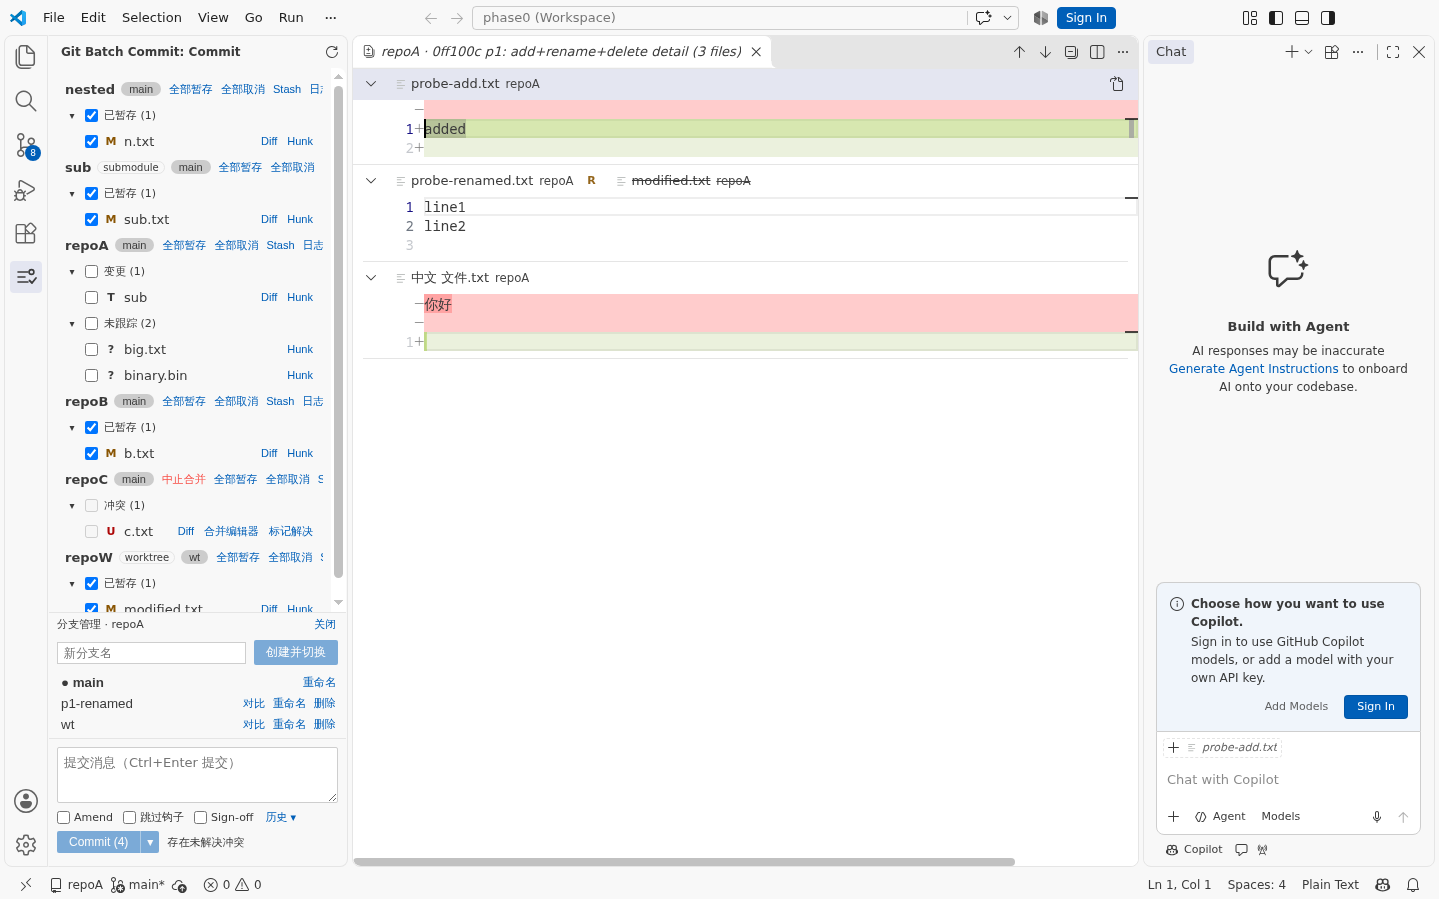 File Edit Selection View Go Run ···
phase0 (Workspace)
Sign In
Git Batch Commit: Commit
nested main 全部暂存 全部取消 Stash
已暂存 (1)
M n.txt Diff Hunk
sub submodule main 全部暂存 全部取消
已暂存 (1)
M sub.txt Diff Hunk
repoA main 全部暂存 全部取消 Stash 日志
变更 (1)
T sub Diff Hunk
未跟踪 (2)
? big.txt Hunk
? binary.bin Hunk
repoB main 全部暂存 全部取消 Stash 日志
已暂存 (1)
M b.txt Diff Hunk
repoC main 中止合并 全部暂存 全部取消 S
冲突 (1)
U c.txt Diff 合并编辑器 标记解决
repoW worktree wt 全部暂存 全部取消
已暂存 (1)
M modified.txt Diff Hunk
分支管理 · repoA 关闭
新分支名 创建并切换
● main 重命名
p1-renamed 对比 重命名 删除
wt 对比 重命名 删除
提交消息（Ctrl+Enter 提交）
Amend 跳过钩子 Sign-off 历史 ▾
Commit (4) ▾ 存在未解决冲突
8
repoA · 0ff100c p1: add+rename+delete detail (3 files)
probe-add.txt repoA
−
1+ added
2+
probe-renamed.txt repoA R modified.txt repoA
1 line1
2 line2
3
中文 文件.txt repoA
− 你好
−
1+
Chat
Build with Agent
AI responses may be inaccurate
Generate Agent Instructions to onboard
AI onto your codebase.
Choose how you want to use
Copilot.
Sign in to use GitHub Copilot
models, or add a model with your
own API key.
Add Models Sign In
probe-add.txt
Chat with Copilot
Agent Models
Copilot
repoA main* 0 0
Ln 1, Col 1 Spaces: 4 Plain Text